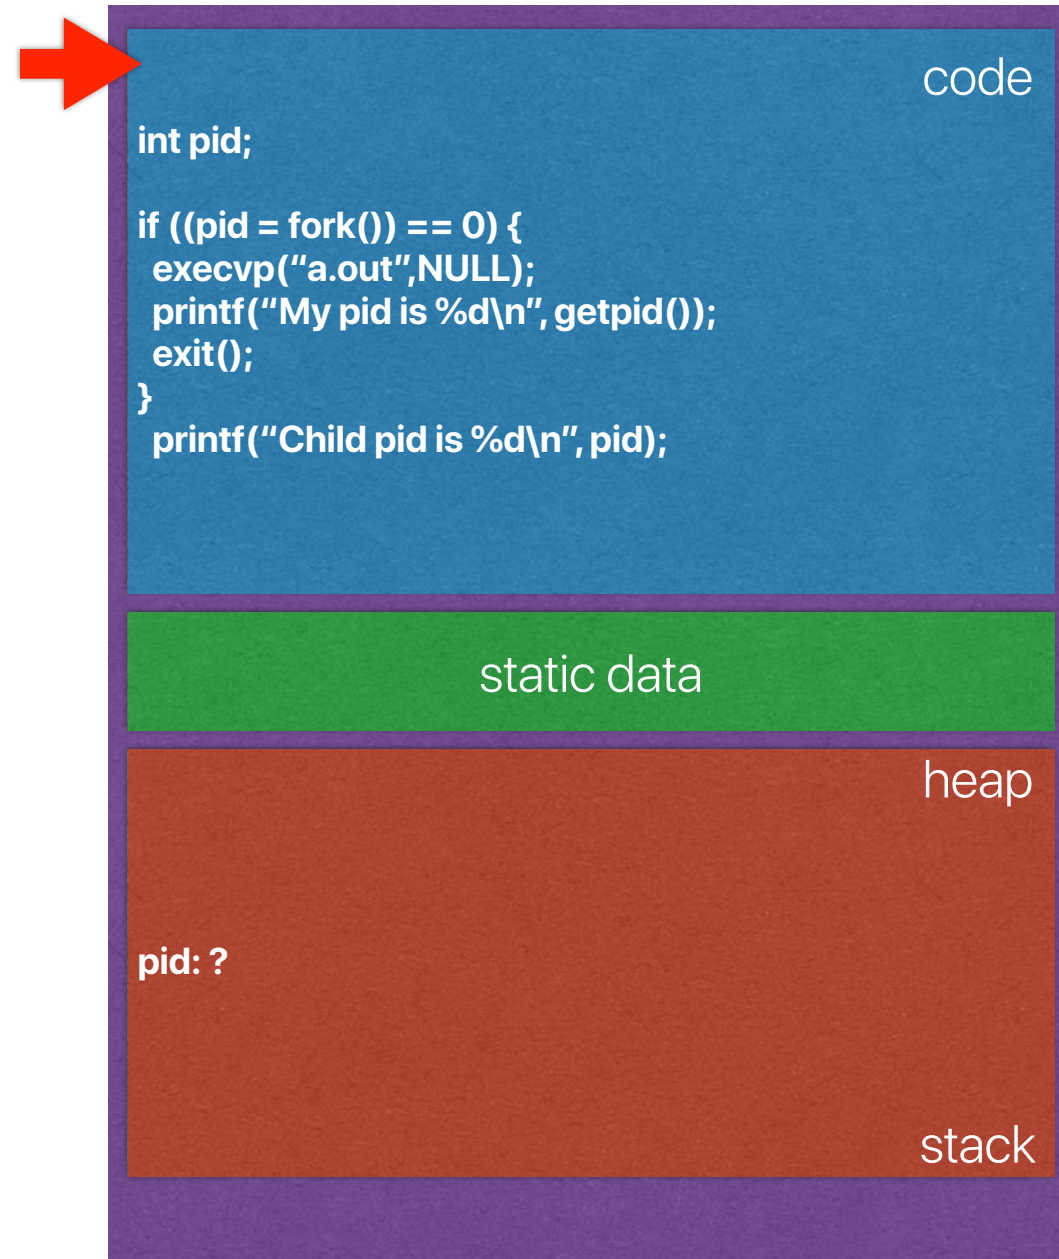 code
int pid;
if ((pid = fork()) == 0) {
execvp(“a.out”,NULL);
printf(“My pid is %d\n”, getpid());
exit();
}
printf(“Child pid is %d\n”, pid);
static data
heap
pid: ?
stack